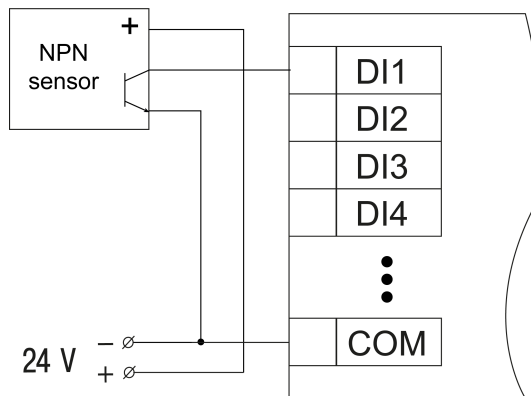 +
NPN
sensor
DI1
DI2
DI3
DI4
COM
24 V
−
+